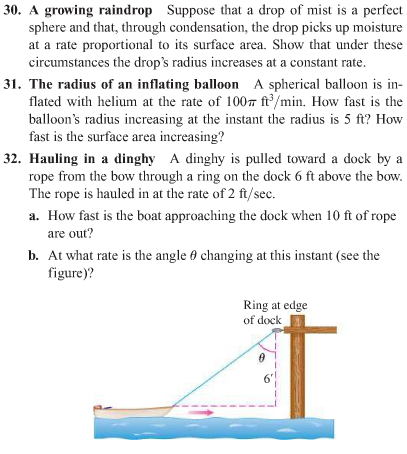 30. A growing raindrop Suppose that a drop of mist is a perfect
sphere and that, through condensation, the drop picks up moisture
at a rate proportional to its surface area. Show that under these
circumstances the drop's radius increases at a constant rate.
31. The radius of an inflating balloon A spherical balloon is in-
flated with helium at the rate of 100π ft³/min. How fast is the
balloon's radius increasing at the instant the radius is 5 ft? How
fast is the surface area increasing?
32. Hauling in a dinghy A dinghy is pulled toward a dock by a
rope from the bow through a ring on the dock 6 ft above the bow.
The rope is hauled in at the rate of 2 ft/sec.
a. How fast is the boat approaching the dock when 10 ft of rope
are out?
b. At what rate is the angle θ changing at this instant (see the
figure)?
Ring at edge
of dock
θ
6'